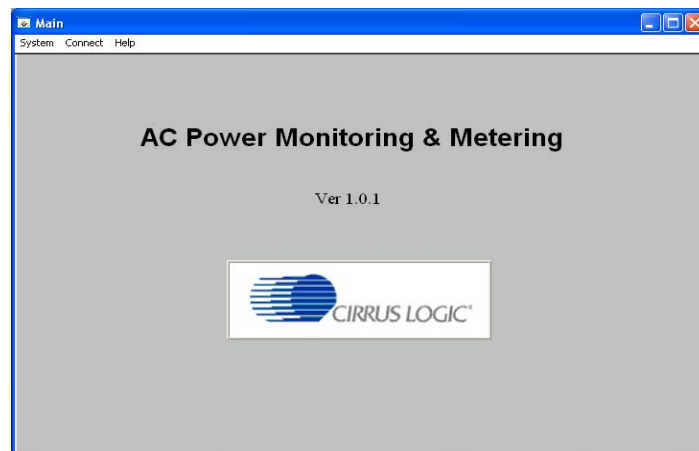 Main
System Connect Help
AC Power Monitoring & Metering
Ver 1.0.1
CIRRUS LOGIC®